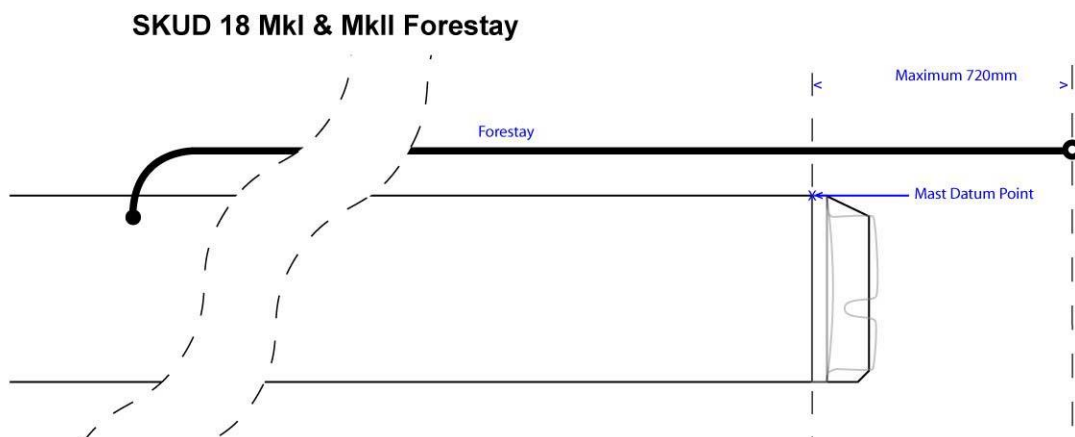 SKUD 18 MkI & MkII Forestay
Maximum 720mm
Forestay
Mast Datum Point